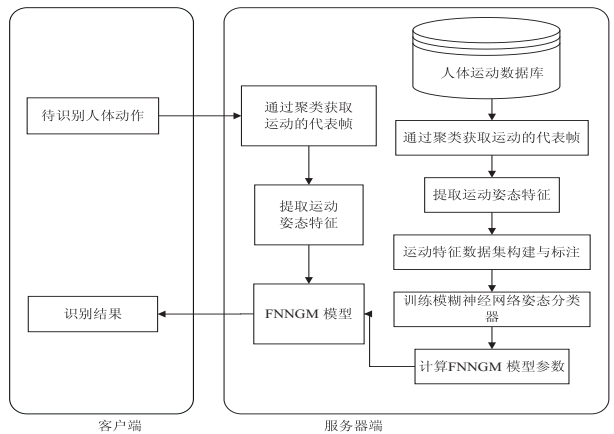 待识别人体动作
识别结果
客户端
通过聚类获取
运动的代表帧
提取运动
姿态特征
FNNGM 模型
人体运动数据库
通过聚类获取运动的代表帧
提取运动姿态特征
运动特征数据集构建与标注
训练模糊神经网络姿态分类
器
计算FNNGM 模型参数
服务器端